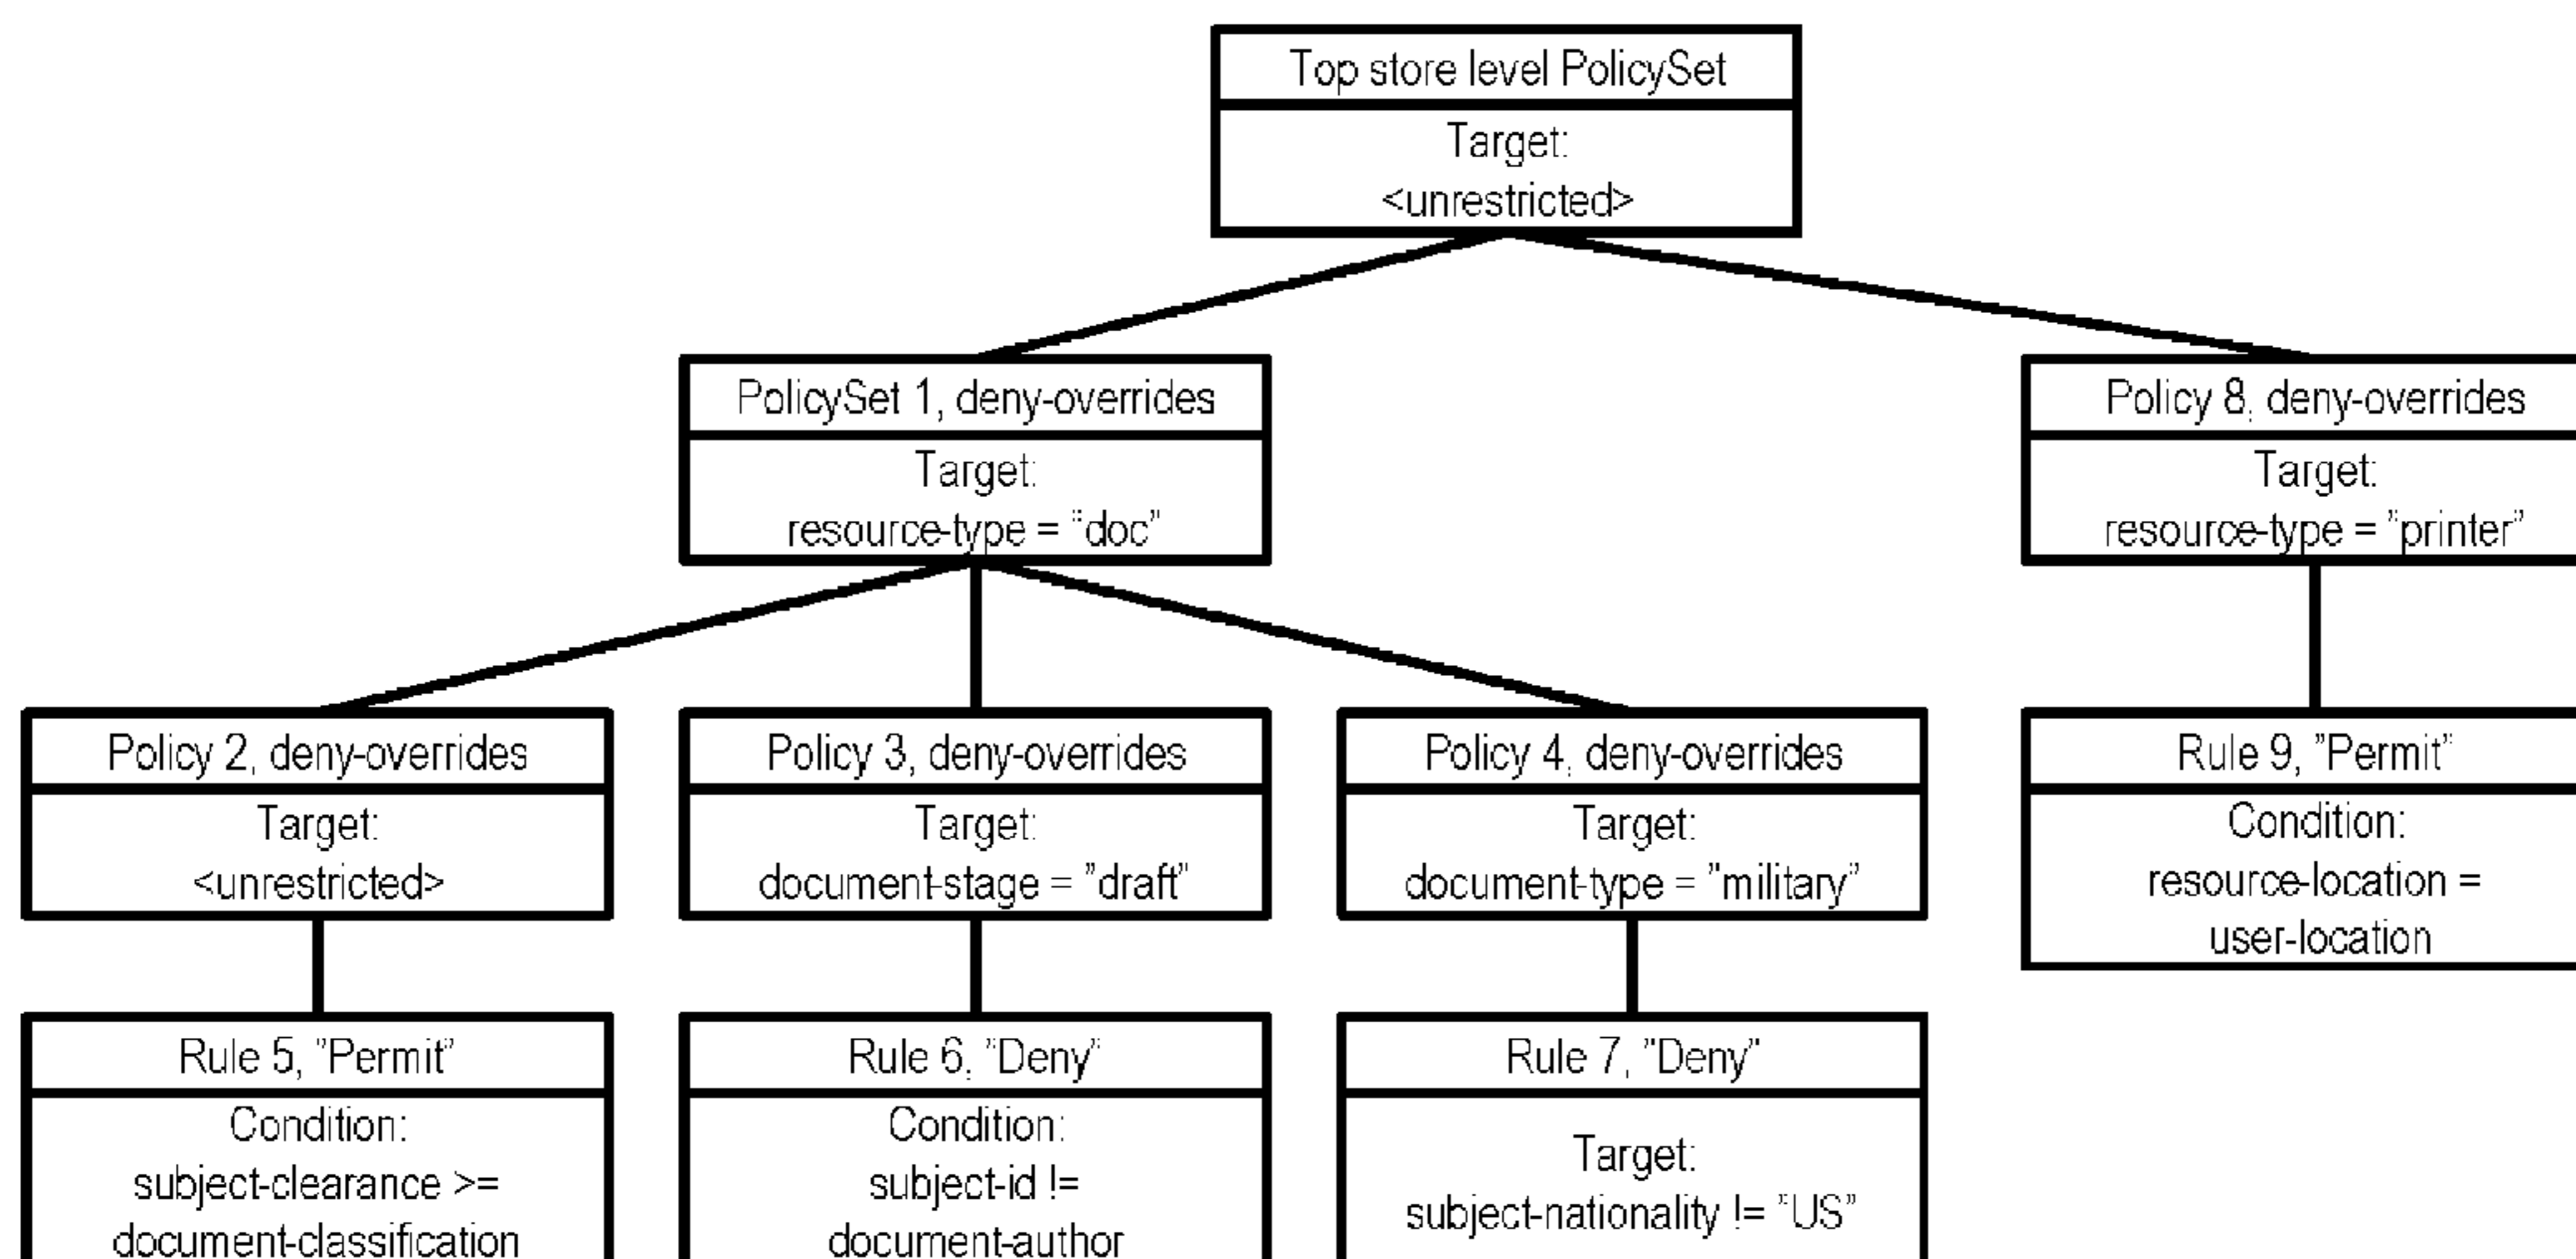 Top store level PolicySet
Target:
<unrestricted>
PolicySet 1, deny-overrides
Target:
resource-type = ”doc”
Policy 8, deny-overrides
Target:
resource-type = ”printer”
Policy 2, deny-overrides
Target:
<unrestricted>
Policy 3, deny-overrides
Target:
document-stage = ”draft”
Policy 4, deny-overrides
Target:
document-type = ”military”
Rule 9, ”Permit”
Condition:
resource-location =
user-location
Rule 5, ”Permit”
Condition:
subject-clearance >=
document-classification
Rule 6, ”Deny”
Condition:
subject-id !=
document-author
Rule 7, ”Deny”
Target:
subject-nationality != ”US”